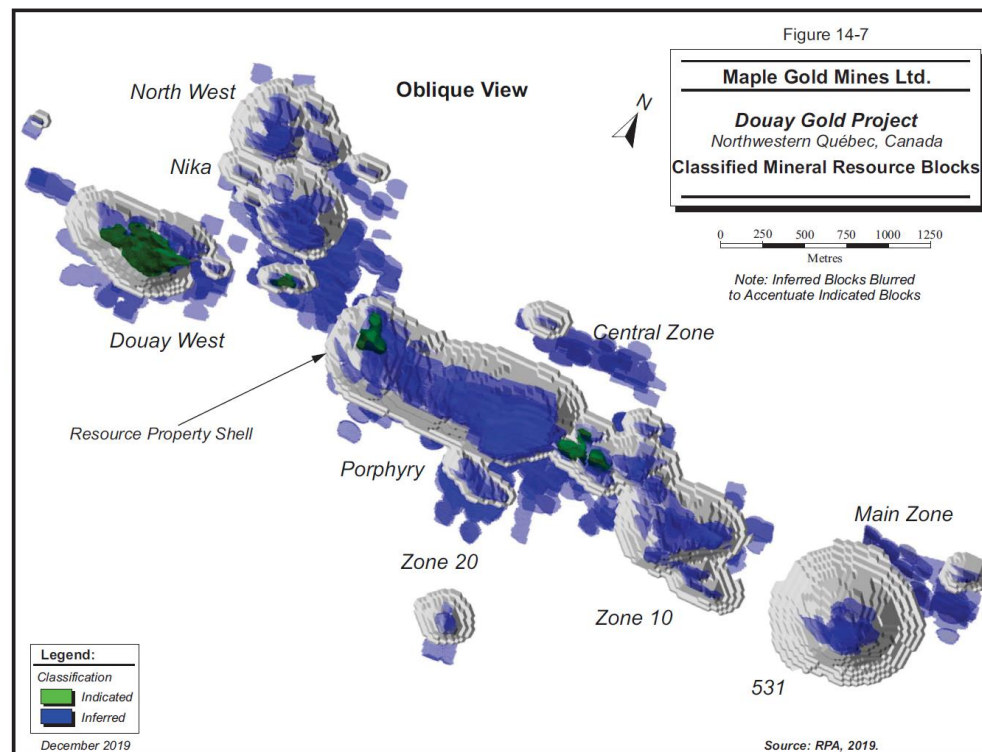 Figure 14-7
Maple Gold Mines Ltd.
Douay Gold Project
Northwestern Québec, Canada
Classified Mineral Resource Blocks
Oblique View
N
0 250 500 750 1000 1250
Metres
Note: Inferred Blocks Blurred
to Accentuate Indicated Blocks
North West
Nika
Douay West
Central Zone
Resource Property Shell
Porphyry
Main Zone
Zone 20
Zone 10
531
Legend:
Classification
Indicated
Inferred
December 2019
Source: RPA, 2019.